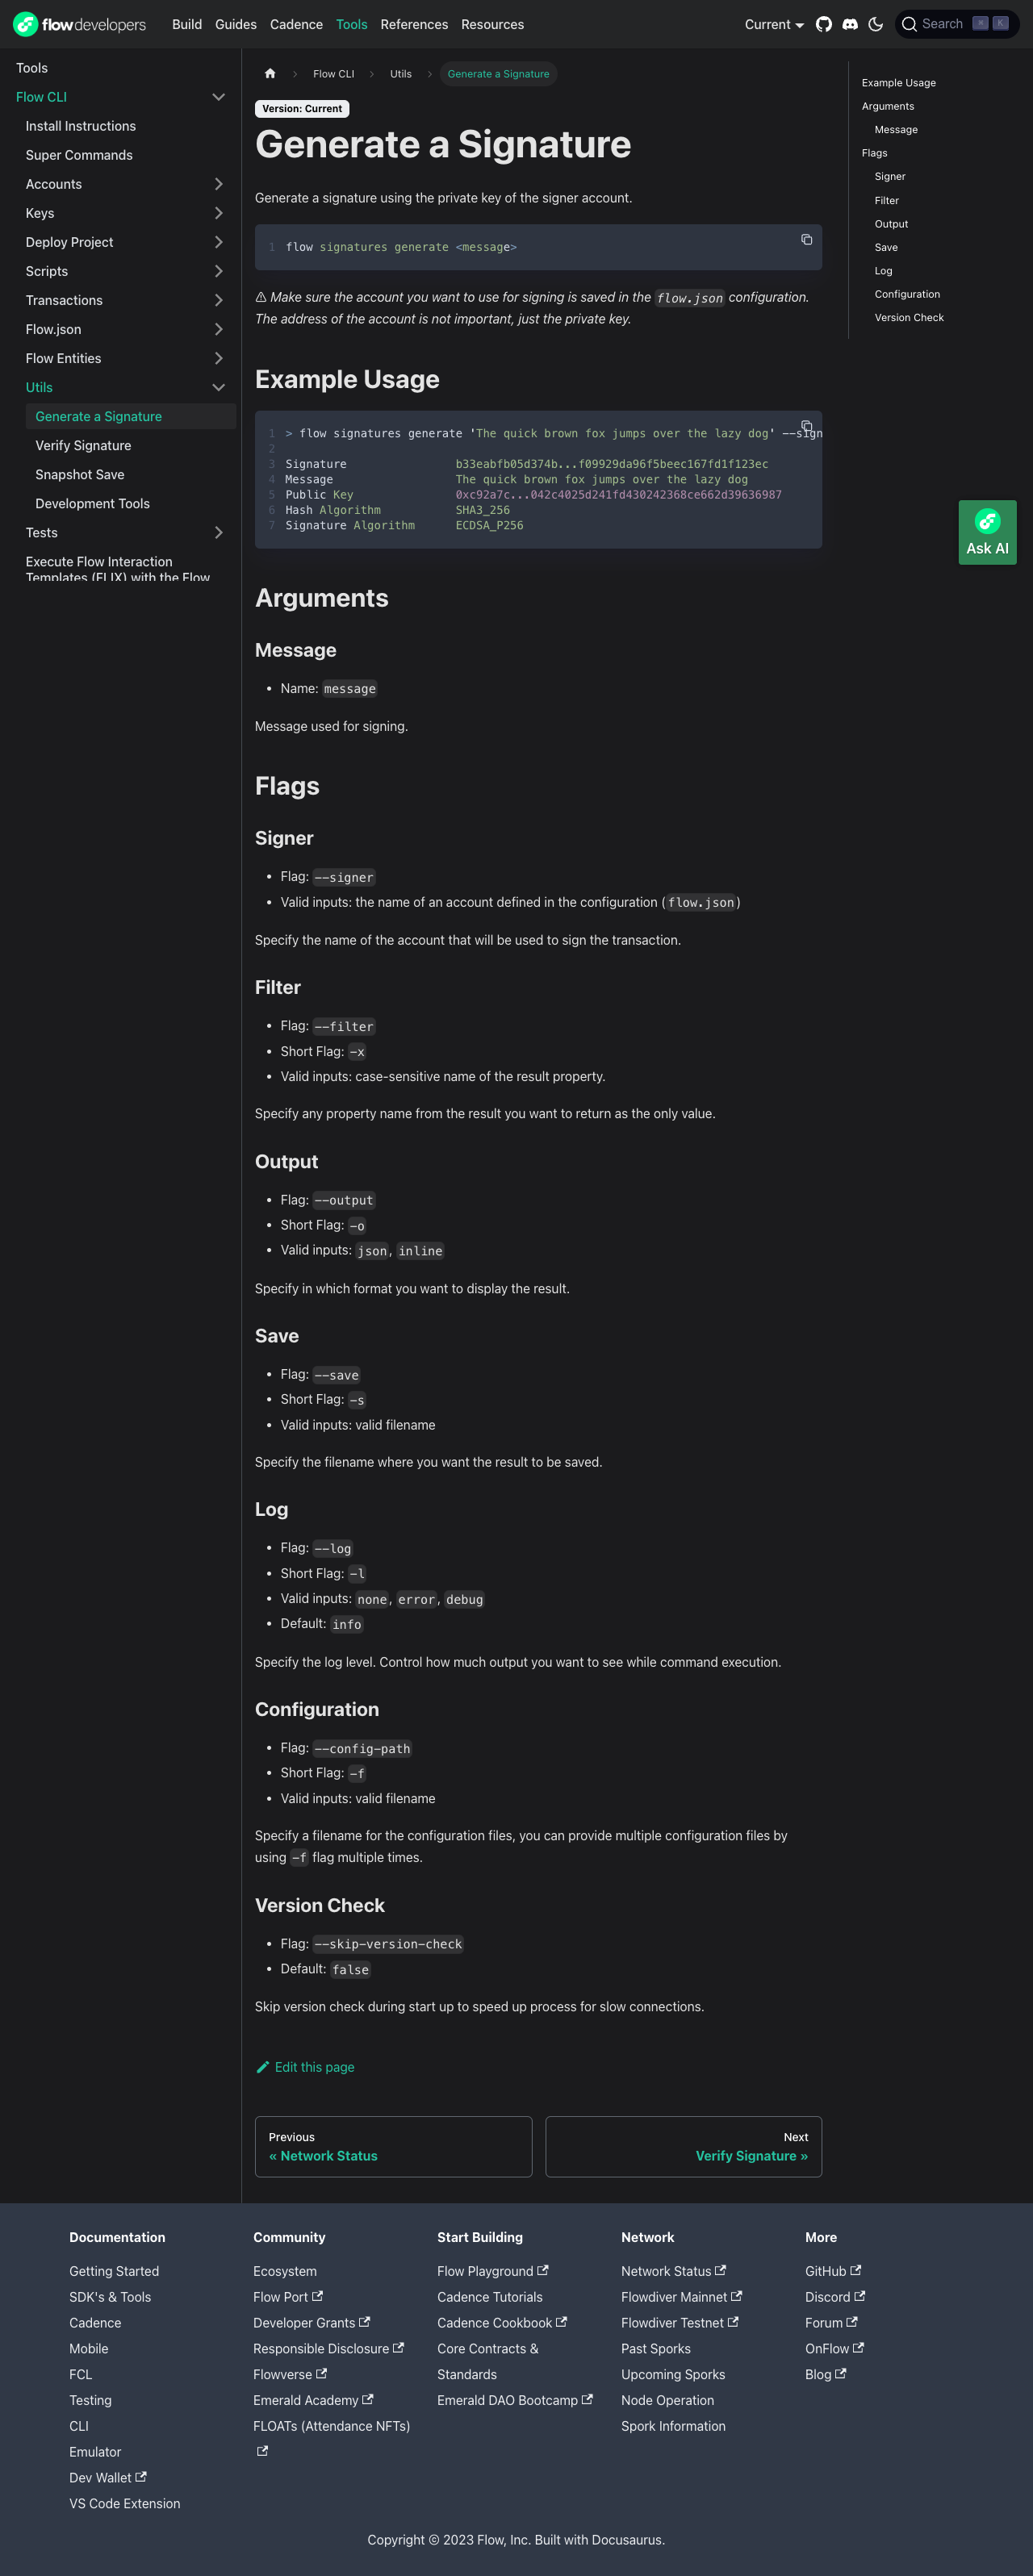 flow developers
Build Guides Cadence Tools References Resources
Current
Search ⌘ K
Tools
Flow CLI
Install Instructions
Super Commands
Accounts
Keys
Deploy Project
Scripts
Transactions
Flow.json
Flow Entities
Utils
Generate a Signature
Verify Signature
Snapshot Save
Development Tools
Tests
Execute Flow Interaction
Templates (FLIX) with the Flow
Flow CLI Utils Generate a Signature
Version: Current
Generate a Signature
Generate a signature using the private key of the signer account.
1 flow signatures generate <message>
⚠️ Make sure the account you want to use for signing is saved in the flow.json configuration.
The address of the account is not important, just the private key.
Example Usage
1 > flow signatures generate 'The quick brown fox jumps over the lazy dog' --sign
2
3 Signature b33eabfb05d374b...f09929da96f5beec167fd1f123ec
4 Message The quick brown fox jumps over the lazy dog
5 Public Key 0xc92a7c...042c4025d241fd430242368ce662d39636987
6 Hash Algorithm SHA3_256
7 Signature Algorithm ECDSA_P256
Arguments
Message
• Name: message
Message used for signing.
Flags
Signer
• Flag: --signer
• Valid inputs: the name of an account defined in the configuration (flow.json)
Specify the name of the account that will be used to sign the transaction.
Filter
• Flag: --filter
• Short Flag: -x
• Valid inputs: case-sensitive name of the result property.
Specify any property name from the result you want to return as the only value.
Output
• Flag: --output
• Short Flag: -o
• Valid inputs: json, inline
Specify in which format you want to display the result.
Save
• Flag: --save
• Short Flag: -s
• Valid inputs: valid filename
Specify the filename where you want the result to be saved.
Log
• Flag: --log
• Short Flag: -l
• Valid inputs: none, error, debug
• Default: info
Specify the log level. Control how much output you want to see while command execution.
Configuration
• Flag: --config-path
• Short Flag: -f
• Valid inputs: valid filename
Specify a filename for the configuration files, you can provide multiple configuration files by
using -f flag multiple times.
Version Check
• Flag: --skip-version-check
• Default: false
Skip version check during start up to speed up process for slow connections.
Edit this page
Previous
« Network Status
Next
Verify Signature »
Example Usage
Arguments
Message
Flags
Signer
Filter
Output
Save
Log
Configuration
Version Check
Ask AI
Documentation
Getting Started
SDK's & Tools
Cadence
Mobile
FCL
Testing
CLI
Emulator
Dev Wallet
VS Code Extension
Community
Ecosystem
Flow Port
Developer Grants
Responsible Disclosure
Flowverse
Emerald Academy
FLOATs (Attendance NFTs)
Start Building
Flow Playground
Cadence Tutorials
Cadence Cookbook
Core Contracts &
Standards
Emerald DAO Bootcamp
Network
Network Status
Flowdiver Mainnet
Flowdiver Testnet
Past Sporks
Upcoming Sporks
Node Operation
Spork Information
More
GitHub
Discord
Forum
OnFlow
Blog
Copyright © 2023 Flow, Inc. Built with Docusaurus.